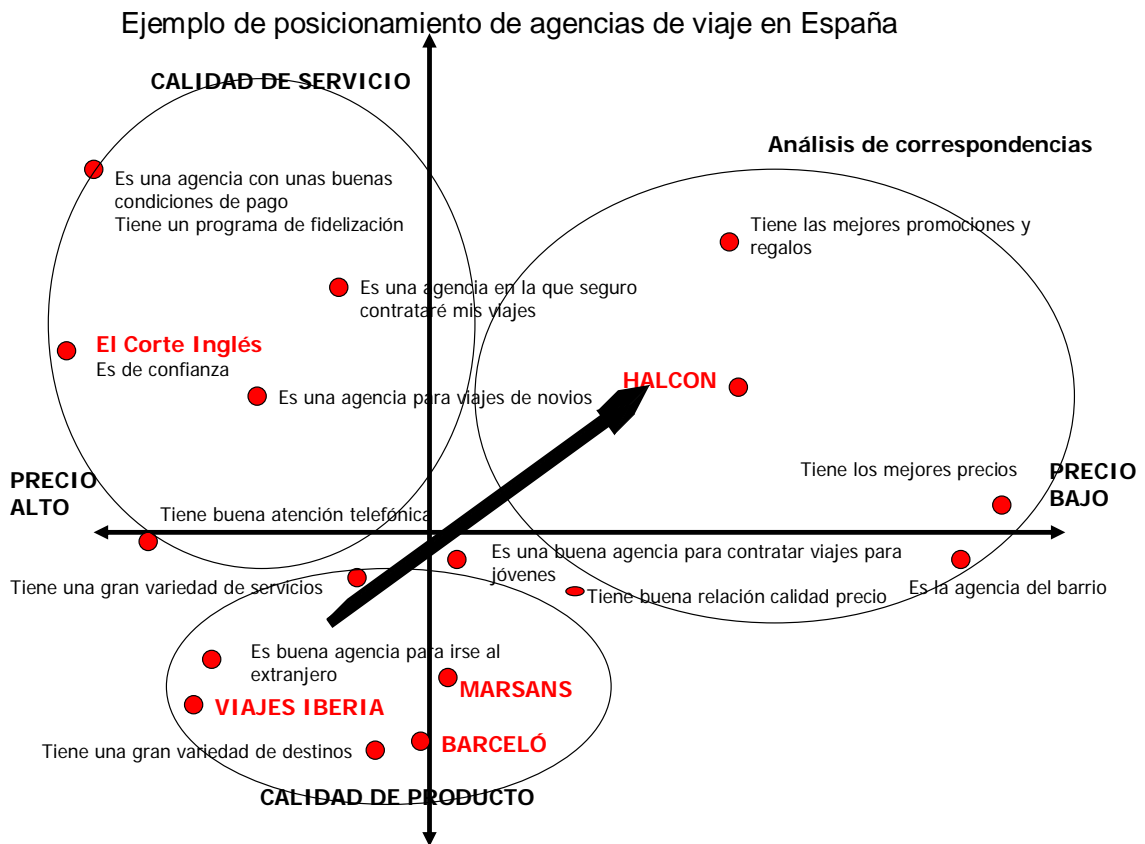 Ejemplo de posicionamiento de agencias de viaje en España
CALIDAD DE SERVICIO
Análisis de correspondencias
Es una agencia con unas buenas
condiciones de pago
Tiene un programa de fidelización
Tiene las mejores promociones y
regalos
Es una agencia en la que seguro
contrataré mis viajes
El Corte Inglés
Es de confianza
HALCON
Es una agencia para viajes de novios
PRECIO
ALTO
Tiene los mejores precios
PRECIO
BAJO
Tiene buena atención telefónica
Es una buena agencia para contratar viajes para
jóvenes
Tiene una gran variedad de servicios
Tiene buena relación calidad precio
Es la agencia del barrio
Es buena agencia para irse al
extranjero
MARSANS
VIAJES IBERIA
Tiene una gran variedad de destinos
BARCELÓ
CALIDAD DE PRODUCTO